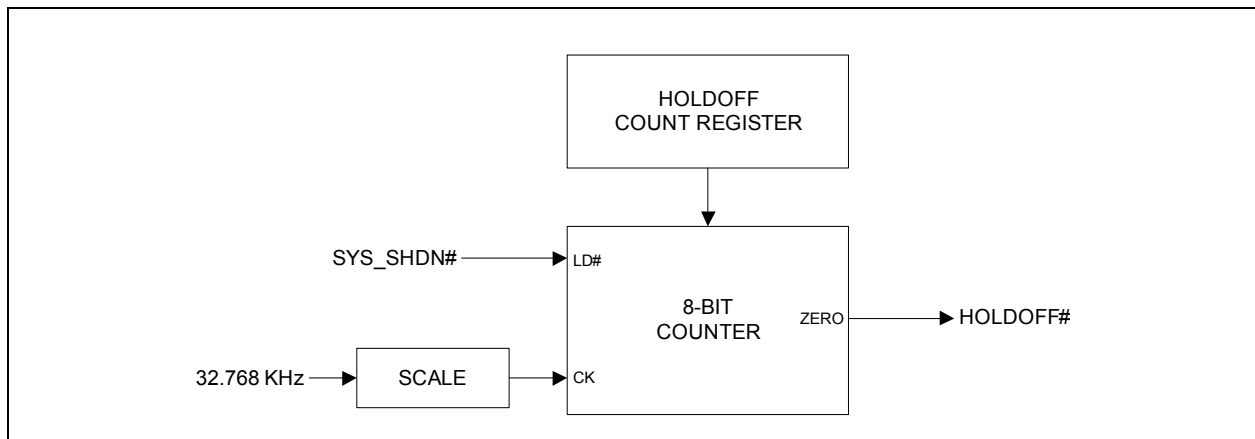 HOLDOFF
COUNT REGISTER
SYS_SHDN#
LD#
8-BIT
COUNTER
ZERO
HOLDOFF#
32.768 KHz
SCALE
CK